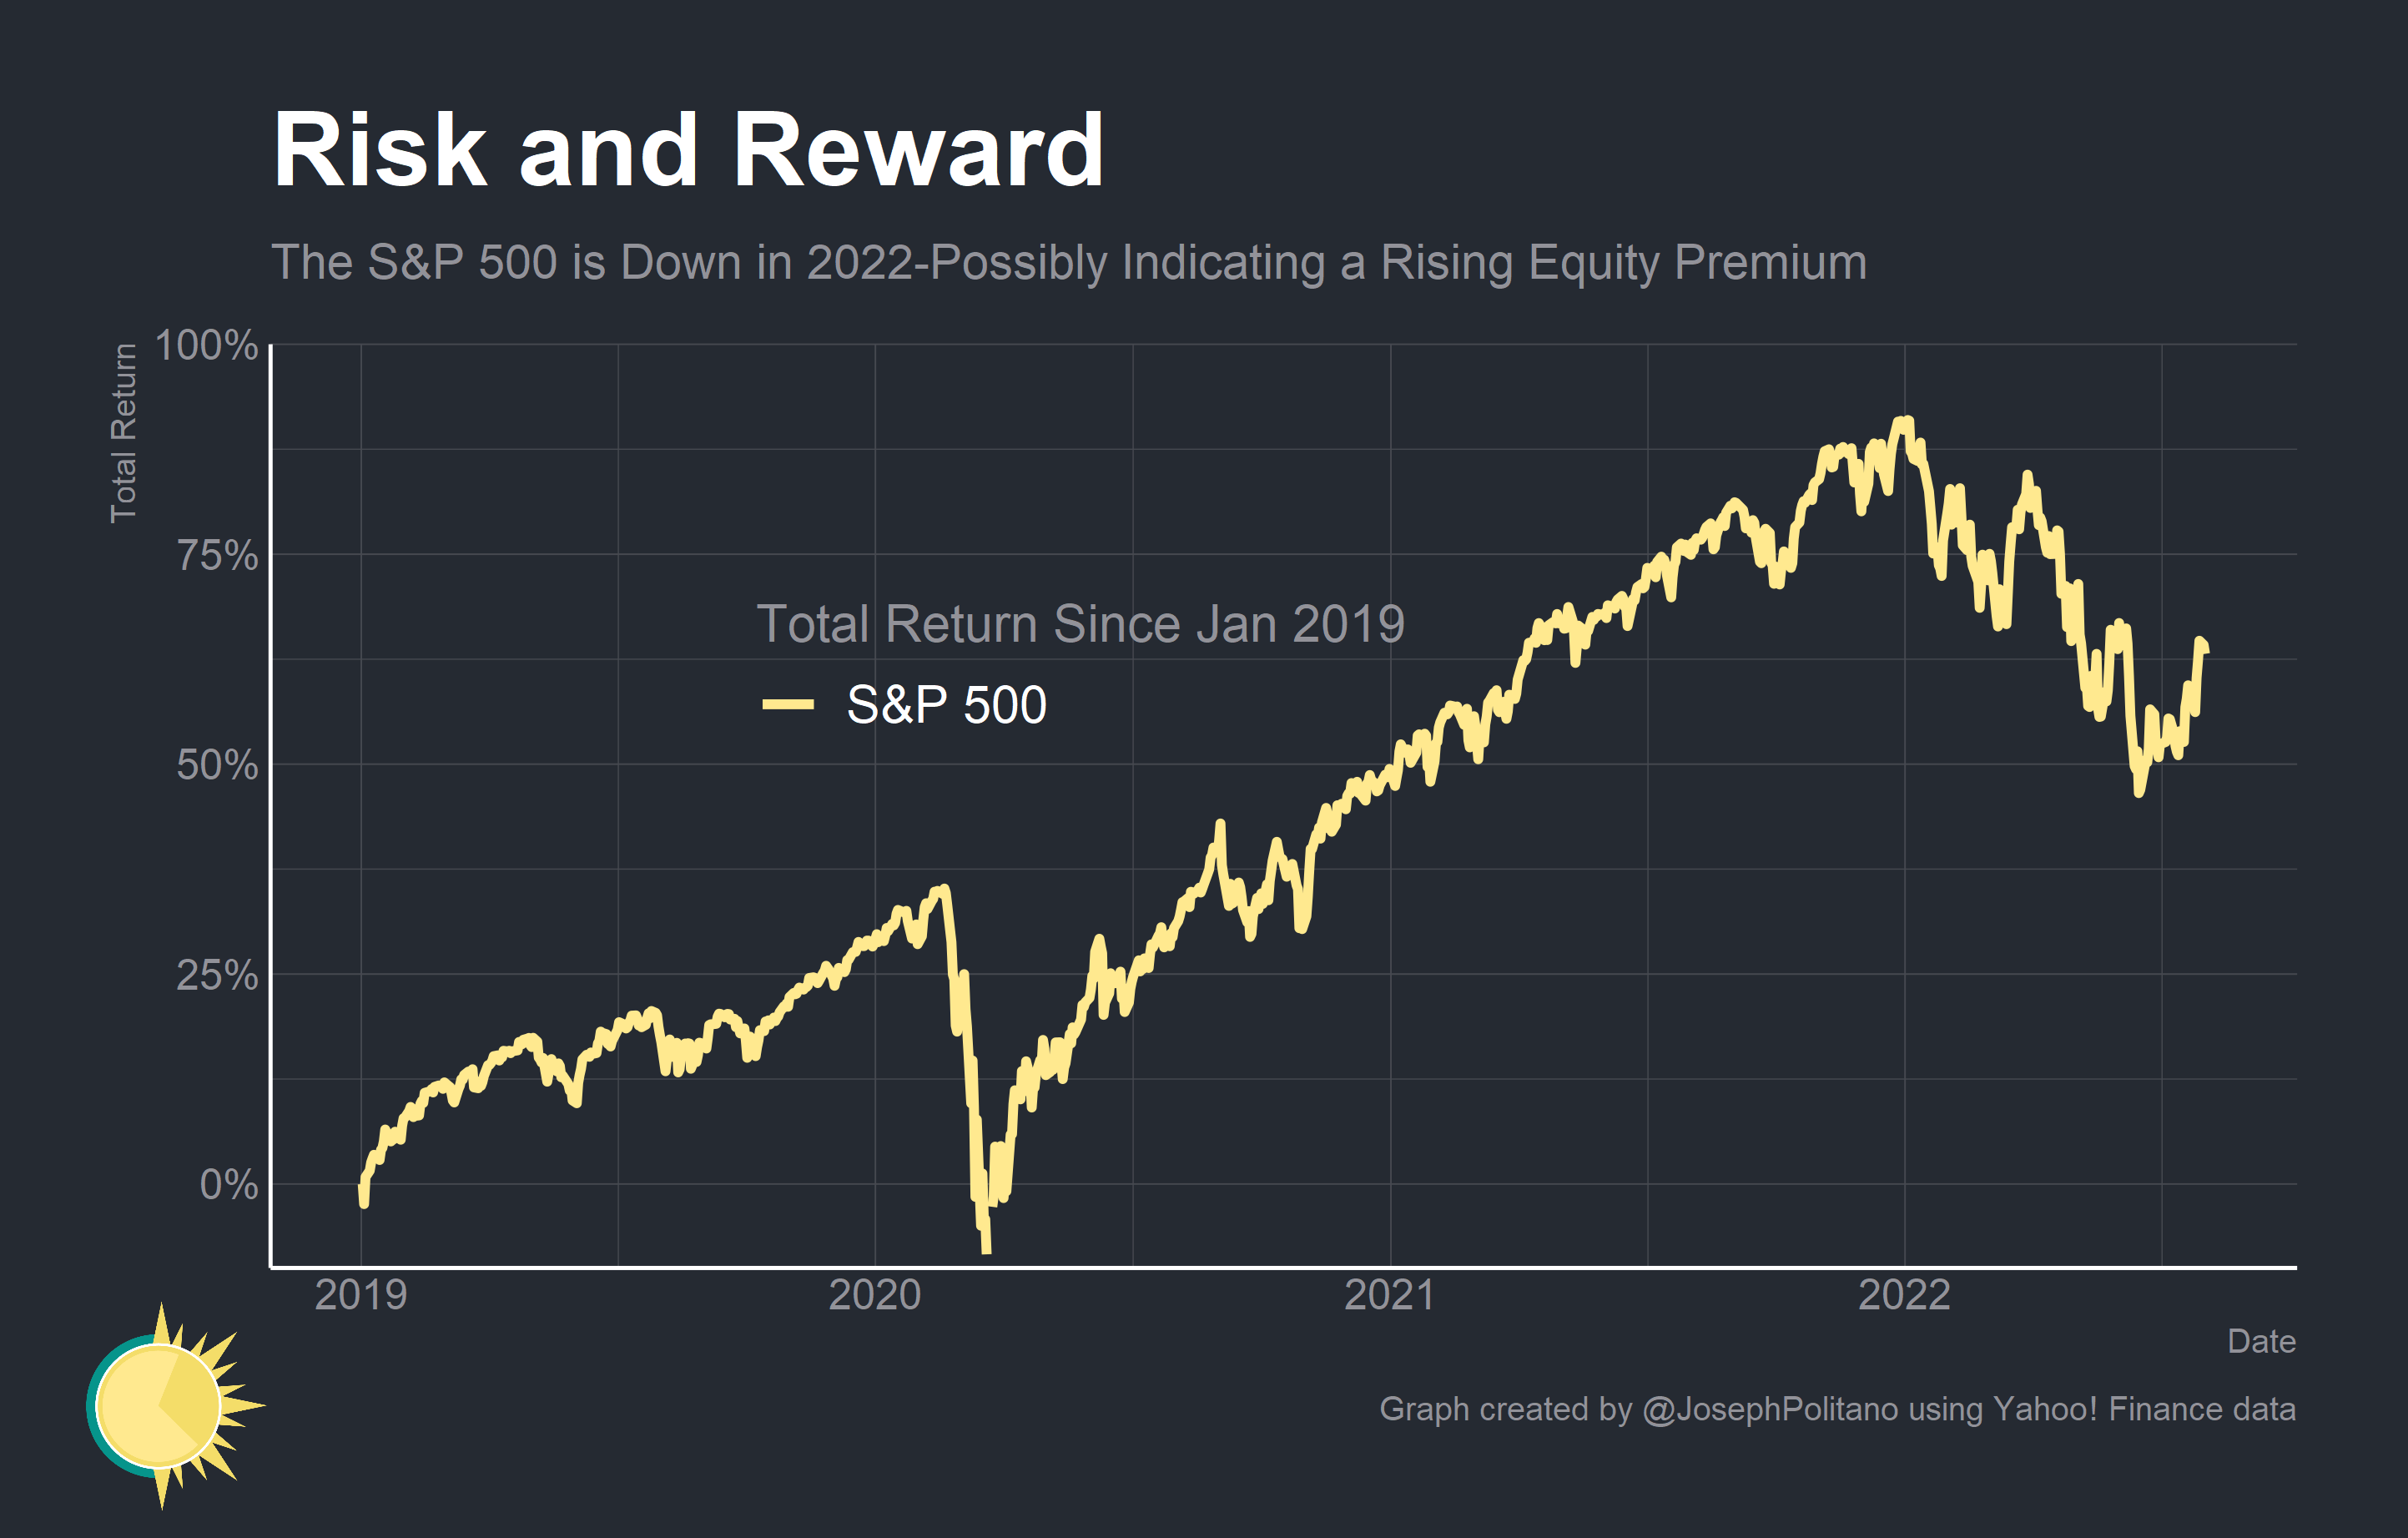 Risk and Reward
The S&P 500 is Down in 2022-Possibly Indicating a Rising Equity Premium
Total Return
100%
75%
50%
25%
0%
Total Return Since Jan 2019
S&P 500
2019 2020 2021 2022
Date
Graph created by @JosephPolitano using Yahoo! Finance data